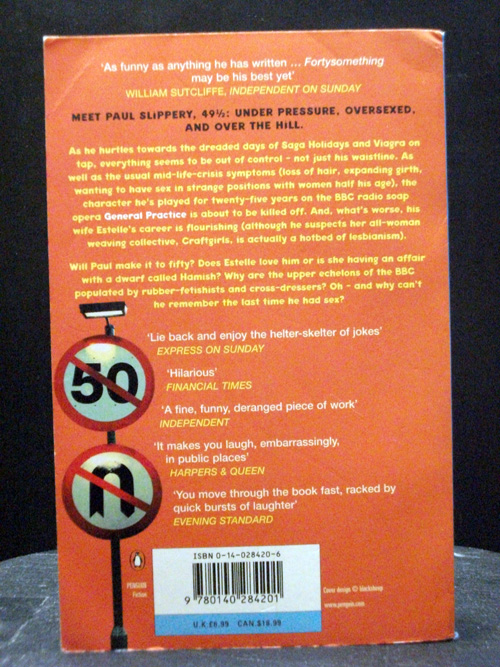 'As funny as anything he has written ... Fortysomething
may be his best yet'
WILLIAM SUTCLIFFE, INDEPENDENT ON SUNDAY
MEET PAUL SLIPPERY, 49½: UNDER PRESSURE, OVERSEXED,
AND OVER THE HILL.
As he hurtles towards the dreaded days of Saga Holidays and Viagra on
tap, everything seems to be out of control – not just his waistline. As
well as the usual mid-life-crisis symptoms (loss of hair, expanding girth,
wanting to have sex in strange positions with women half his age), the
character he's played for twenty-five years on the BBC radio soap
opera General Practice is about to be killed off. And, what's worse, his
wife Estelle's career is flourishing (although he suspects her all-woman
weaving collective, Craftgirls, is actually a hotbed of lesbianism).
Will Paul make it to fifty? Does Estelle love him or is she having an affair
with a dwarf called Hamish? Why are the upper echelons of the BBC
populated by rubber-fetishists and cross-dressers? Oh – and why can't
he remember the last time he had sex?
'Lie back and enjoy the helter-skelter of jokes'
EXPRESS ON SUNDAY
50
'Hilarious'
FINANCIAL TIMES
'A fine, funny, deranged piece of work'
INDEPENDENT
'It makes you laugh, embarrassingly,
in public places'
HARPERS & QUEEN
'You move through the book fast, racked by
quick bursts of laughter'
EVENING STANDARD
PENGUIN
Fiction
ISBN 0-14-028420-6
9 780140 284201
U.K. £6.99 CAN. $18.99
Cover design © blacksheep
www.penguin.com